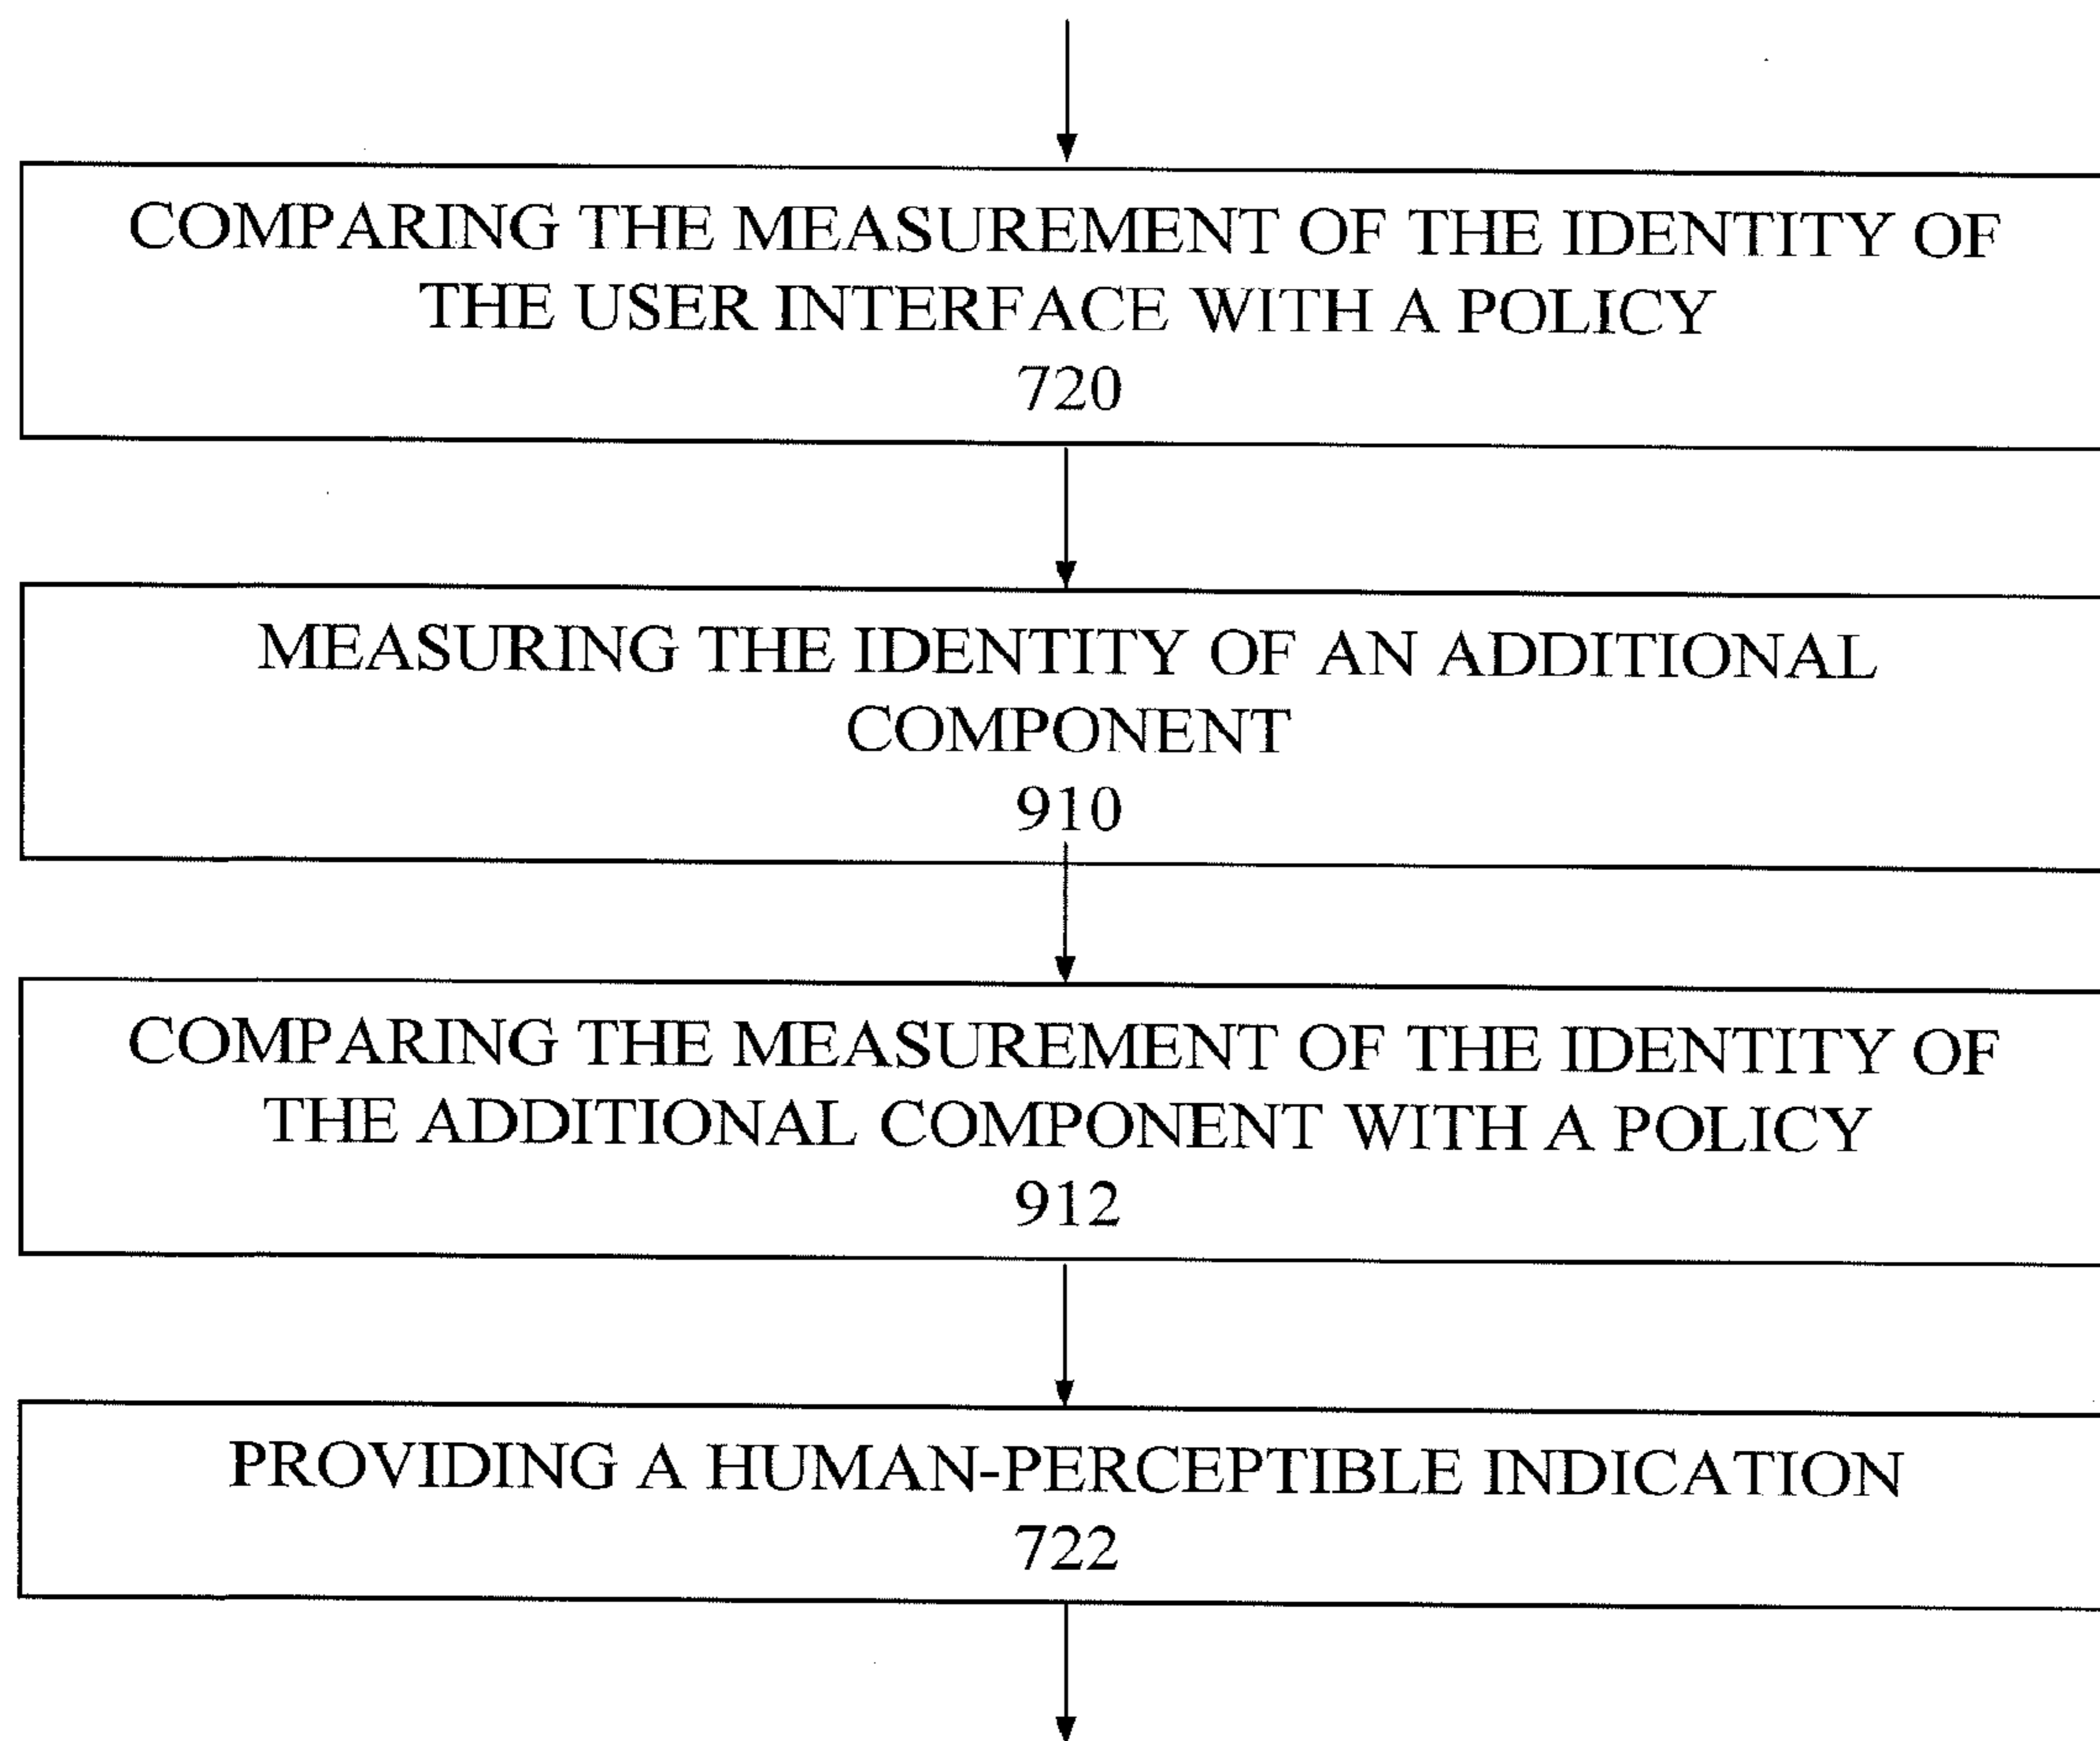 COMPARING THE MEASUREMENT OF THE IDENTITY OF
THE USER INTERFACE WITH A POLICY
720
MEASURING THE IDENTITY OF AN ADDITIONAL
COMPONENT
910
COMPARING THE MEASUREMENT OF THE IDENTITY OF
THE ADDITIONAL COMPONENT WITH A POLICY
912
PROVIDING A HUMAN-PERCEPTIBLE INDICATION
722